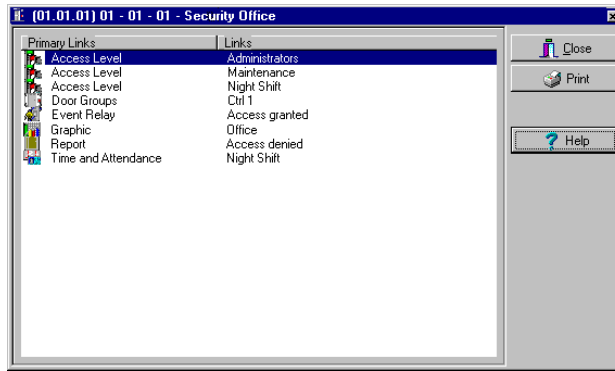 (01.01.01) 01 - 01 - 01 - Security Office
Primary Links Links
Access Level Administrators
Access Level Maintenance
Access Level Night Shift
Door Groups Ctrl 1
Event Relay Access granted
Graphic Office
Report Access denied
Time and Attendance Night Shift
Close
Print
Help